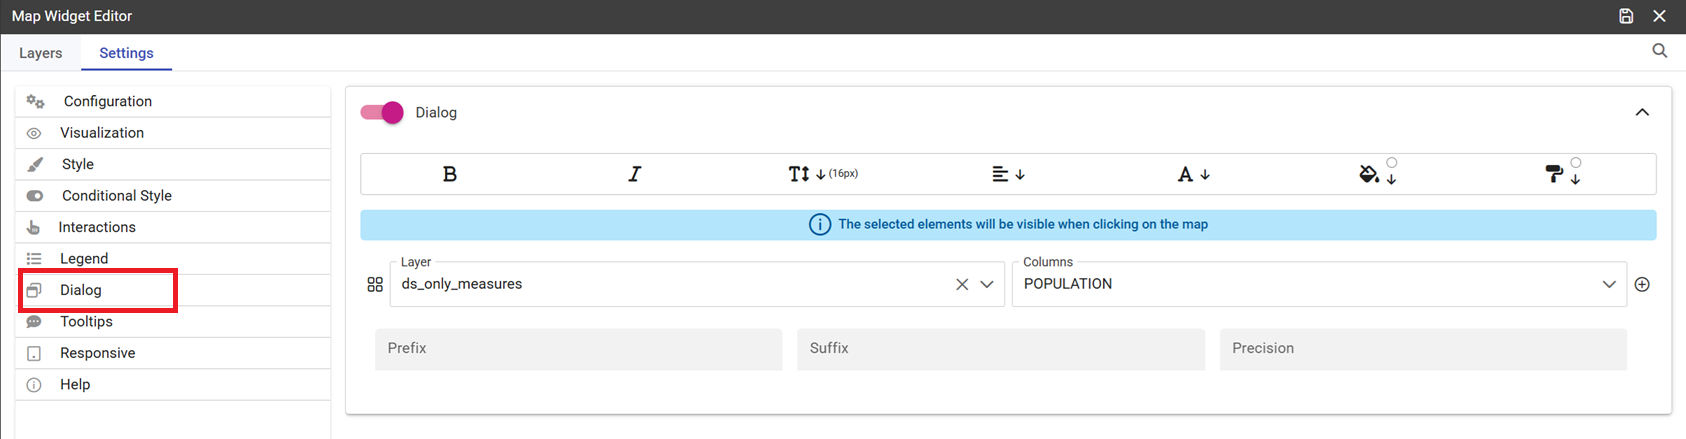 Map Widget Editor
Layers Settings
Configuration
Visualization
Style
Conditional Style
Interactions
Legend
Dialog
Tooltips
Responsive
Help
Dialog
B I T (16px) A
The selected elements will be visible when clicking on the map
Layer
ds_only_measures
Columns
POPULATION
Prefix Suffix Precision